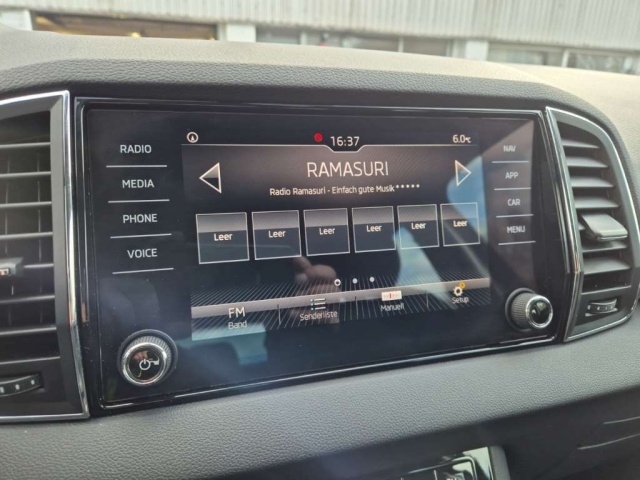 RADIO
MEDIA
PHONE
VOICE
16:37
6.0°C
RAMASURI
Radio Ramasuri - Einfach gute Musik*****
Leer Leer Leer Leer Leer Leer
FM
Band
Senderliste
Manuell
Setup
NAV
APP
CAR
MENU